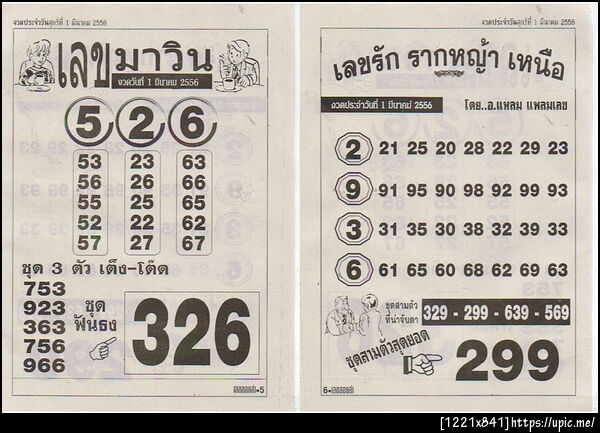 งวดประจำวันศุกร์ที่ 1 มีนาคม 2556
เลขมาวิน
งวดวันที่ 1 มีนาคม 2556
5 2 6
53 23 63
56 26 66
55 25 65
52 22 62
57 27 67
ชุด 3 ตัว เต็ง-โต๊ด
753
923
363
756
966
ชุด
ฟันธง
326
5
งวดประจำวันศุกร์ที่ 1 มีนาคม 2556
เลขรัก รากหญ้า เหนือ
งวดประจำวันที่ 1 มีนาคม 2556
โดย..อ.แพลม แพลมเลข
2 21 25 20 28 22 29 23
9 91 95 90 98 92 99 93
3 31 35 30 38 32 39 33
6 61 65 60 68 62 69 63
ชุดสามตัว
ที่น่าจับตา
329 - 299 - 639 - 569
ชุดสามตัวสุดยอด
299
6
[1221x841]https://upic.me/